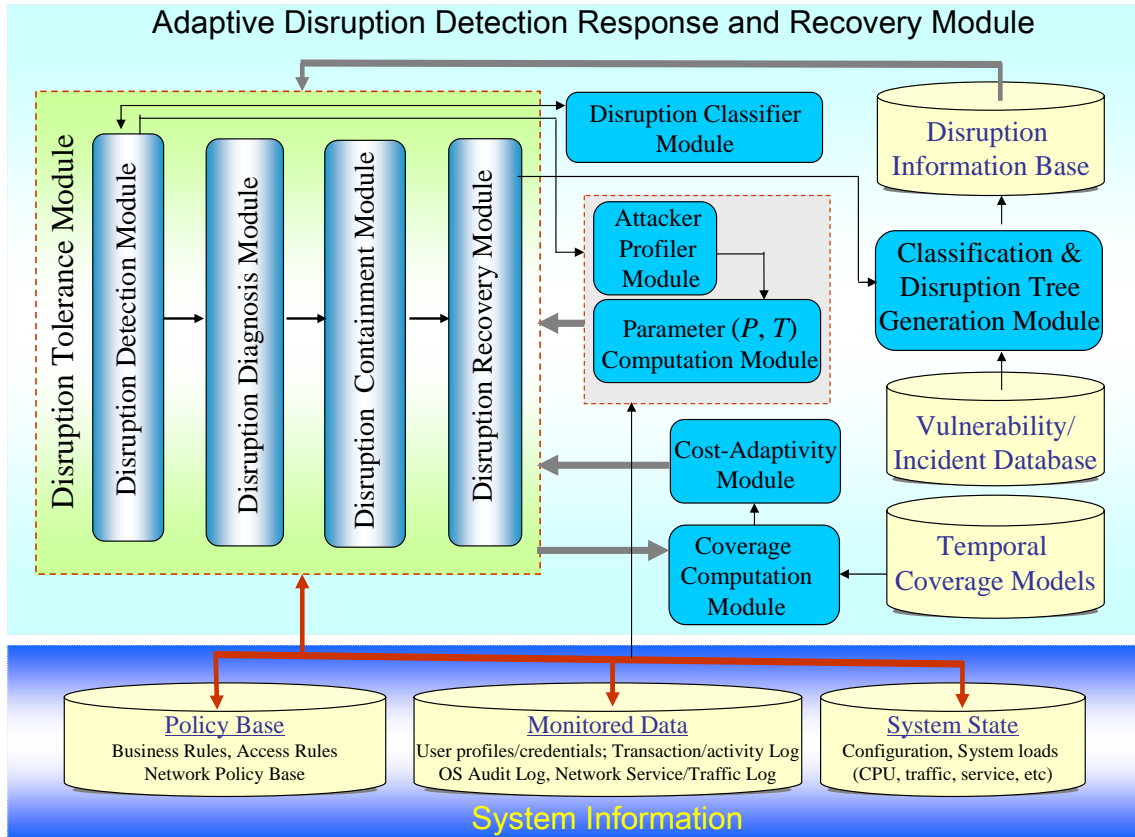 Adaptive Disruption Detection Response and Recovery Module
Disruption Tolerance Module
Disruption Detection Module
Disruption Diagnosis Module
Disruption Containment Module
Disruption Recovery Module
Disruption Classifier
Module
Attacker
Profiler
Module
Parameter (P, T)
Computation Module
Cost-Adaptivity
Module
Coverage
Computation
Module
Disruption
Information Base
Classification &
Disruption Tree
Generation Module
Vulnerability/
Incident Database
Temporal
Coverage Models
Policy Base
Business Rules, Access Rules
Network Policy Base
Monitored Data
User profiles/credentials; Transaction/activity Log
OS Audit Log, Network Service/Traffic Log
System State
Configuration, System loads
(CPU, traffic, service, etc)
System Information